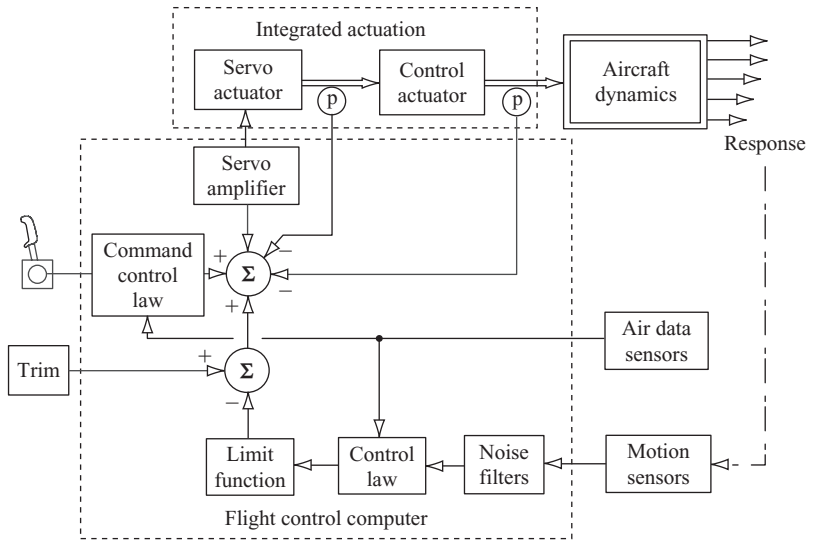 Integrated actuation
Servo
actuator
Control
actuator
Aircraft
dynamics
p
p
Response
Servo
amplifier
Command
control
law
+
Σ
−
−
+
Air data
sensors
Trim
+
Σ
−
Limit
function
Control
law
Noise
filters
Motion
sensors
Flight control computer